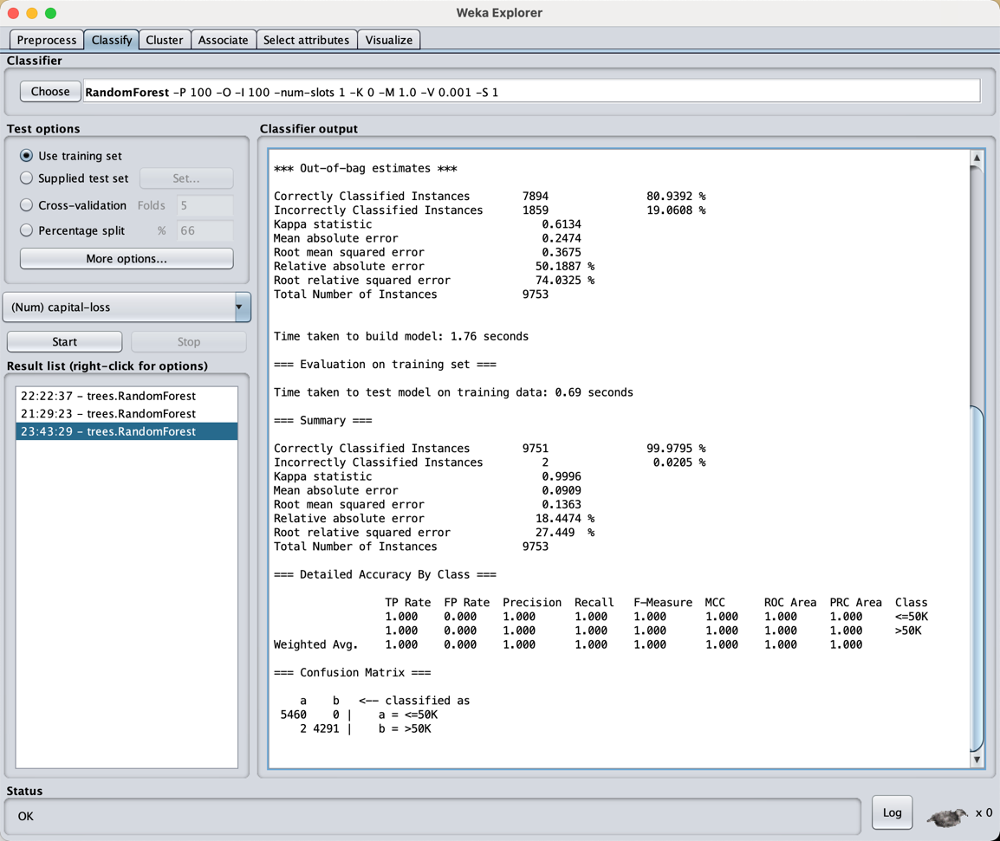 Weka Explorer
Preprocess Classify Cluster Associate Select attributes Visualize
Classifier
Choose RandomForest -P 100 -O -I 100 -num-slots 1 -K 0 -M 1.0 -V 0.001 -S 1
Test options
Use training set
Supplied test set Set...
Cross-validation Folds 5
Percentage split % 66
More options...
(Num) capital-loss
Start Stop
Result list (right-click for options)
22:22:37 - trees.RandomForest
21:29:23 - trees.RandomForest
23:43:29 - trees.RandomForest
Classifier output
*** Out-of-bag estimates ***
Correctly Classified Instances 7894 80.9392 %
Incorrectly Classified Instances 1859 19.0608 %
Kappa statistic 0.6134
Mean absolute error 0.2474
Root mean squared error 0.3675
Relative absolute error 50.1887 %
Root relative squared error 74.0325 %
Total Number of Instances 9753
Time taken to build model: 1.76 seconds
=== Evaluation on training set ===
Time taken to test model on training data: 0.69 seconds
=== Summary ===
Correctly Classified Instances 9751 99.9795 %
Incorrectly Classified Instances 2 0.0205 %
Kappa statistic 0.9996
Mean absolute error 0.0909
Root mean squared error 0.1363
Relative absolute error 18.4474 %
Root relative squared error 27.449 %
Total Number of Instances 9753
=== Detailed Accuracy By Class ===
TP Rate FP Rate Precision Recall F-Measure MCC ROC Area PRC Area Class
1.000 0.000 1.000 1.000 1.000 1.000 1.000 1.000 <=50K
1.000 0.000 1.000 1.000 1.000 1.000 1.000 1.000 >50K
Weighted Avg. 1.000 0.000 1.000 1.000 1.000 1.000 1.000 1.000
=== Confusion Matrix ===
a b <-- classified as
5460 0 | a = <=50K
2 4291 | b = >50K
Status
OK
Log
x 0